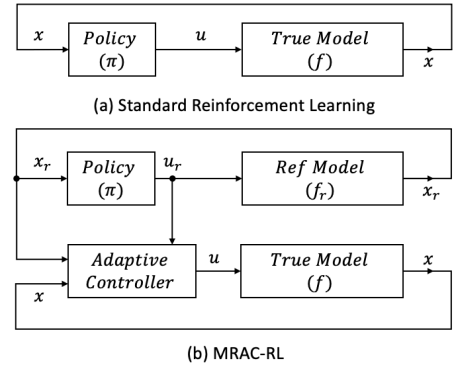 x
Policy
(π)
u
True Model
(f)
x
(a) Standard Reinforcement Learning
x_r
Policy
(π)
u_r
Ref Model
(f_r)
x_r
Adaptive
Controller
u
True Model
(f)
x
x
(b) MRAC-RL